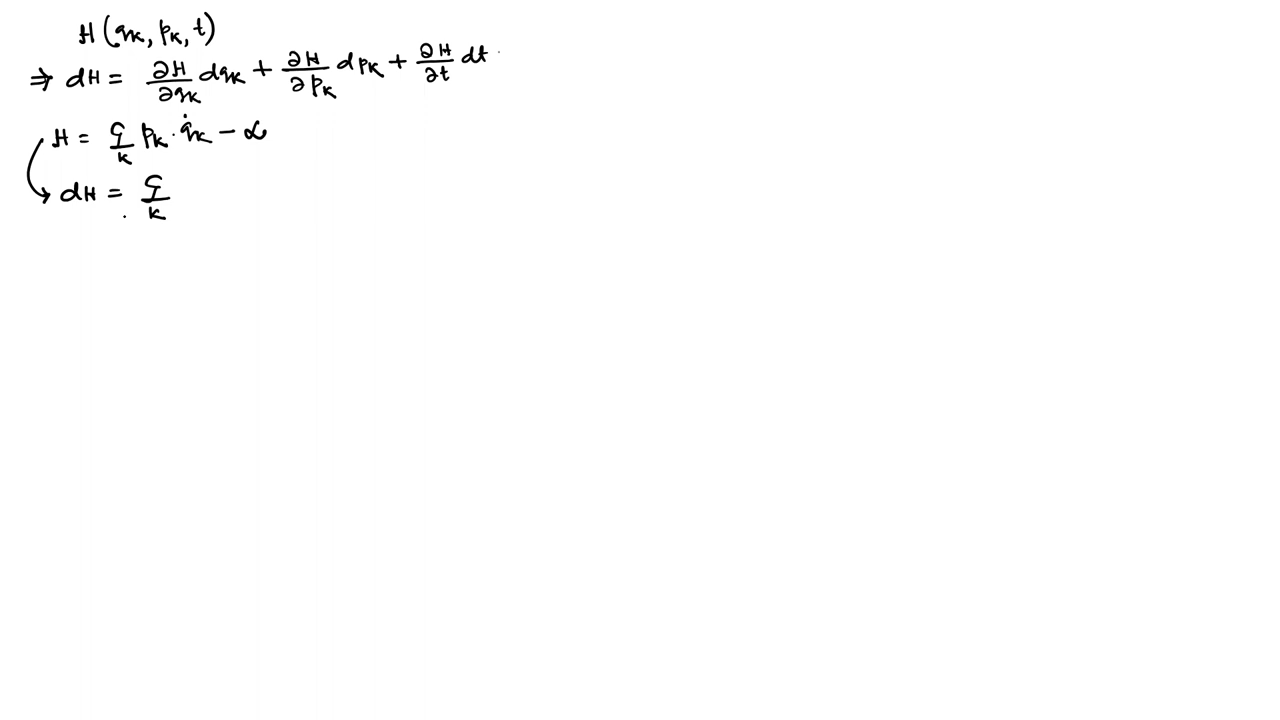 H(qₖ, pₖ, t)
⇒ dH = ∂H/∂qₖ dqₖ + ∂H/∂pₖ dpₖ + ∂H/∂t dt
H = Σₖ pₖ · q̇ₖ − L
dH = Σₖ